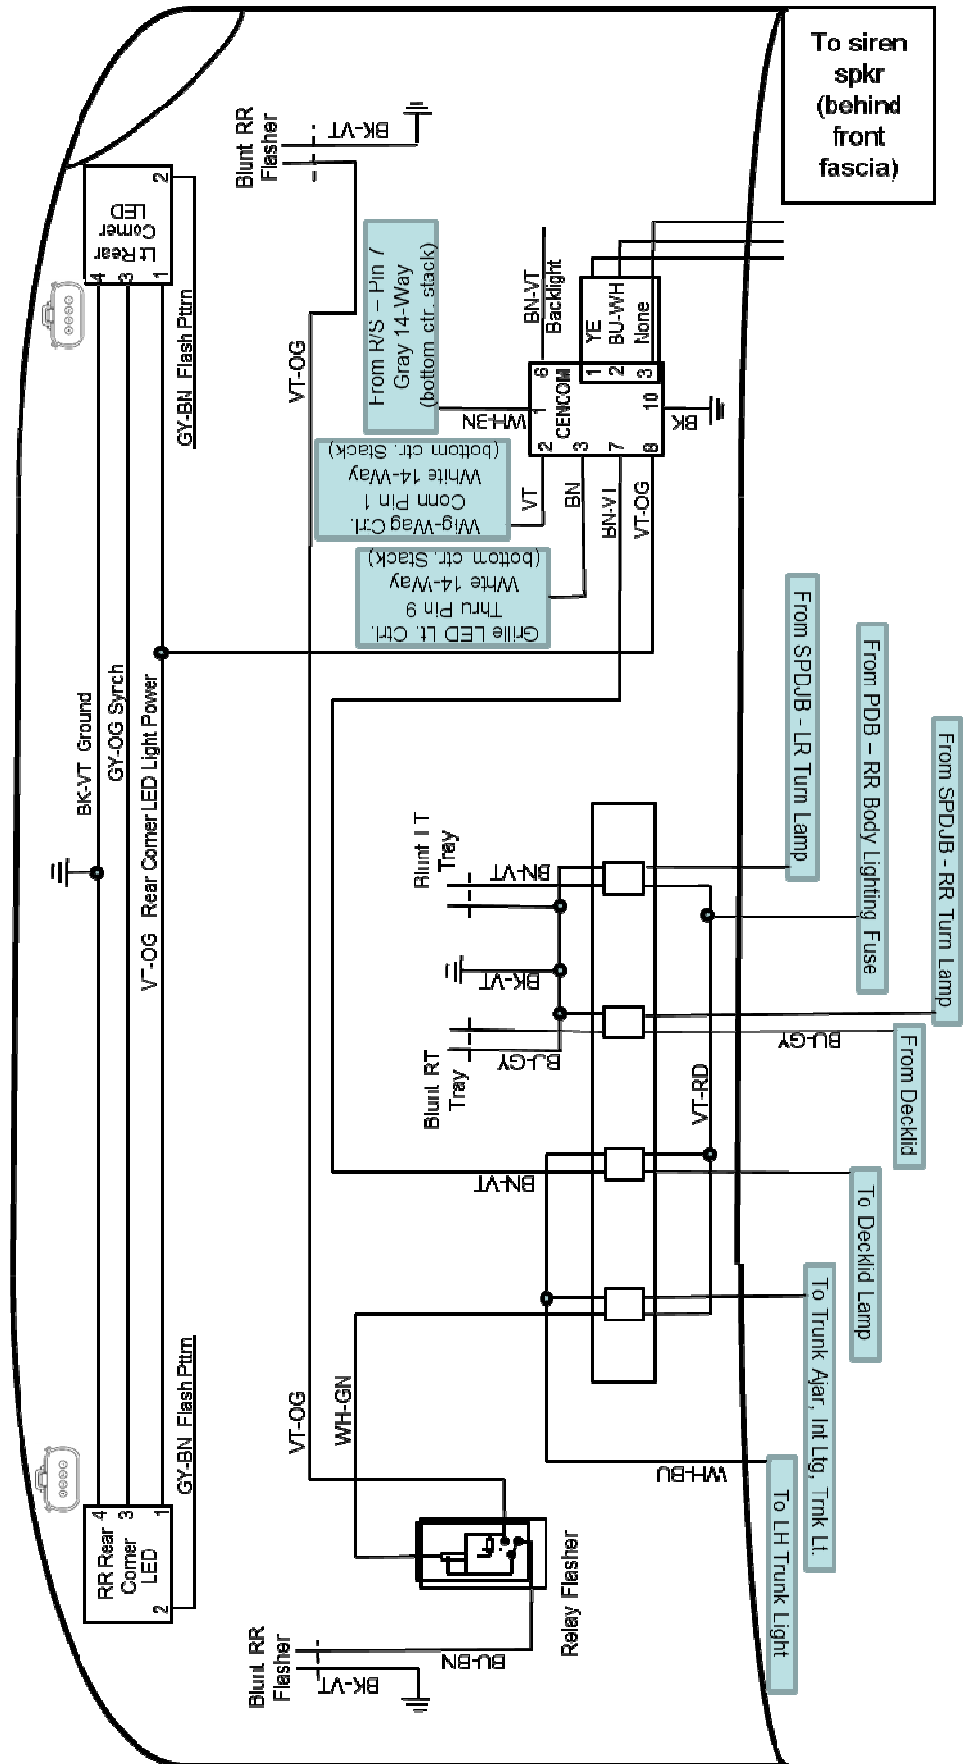 To siren
spkr
(behind
front
fascia)
Blunt RR
Flasher
BK-VT
2
Lt Rear
Corner
LED
4
3
1
GY-BN Flash Pttrn
VT-OG
From R/S – Pin 7
Gray 14-Way
(bottom ctr. stack)
BN-VT
Backlight
YE
BU-WH
None
1
2
3
6
CENCOM
1
10
2
3
7
8
WH-BN
BK
Wig-Wag Ctrl.
Conn Pin 1
White 14-Way
(bottom ctr. Stack)
VT
BN
BN-VT
VT-OG
Grille LED Lt. Ctrl.
Thru Pin 9
Whte 14-Way
(bottom ctr. Stack)
BK-VT Ground
GY-OG Synch
VT-OG Rear Corner LED Light Power
From SPDJB - LR Turn Lamp
From PDB – RR Body Lighting Fuse
From SPDJB - RR Turn Lamp
Blunt LT
Tray
BN-VT
BK-VT
Blunt RT
Tray
BU-GY
BU-GY
From Decklid
VT-RD
BN-VT
To Decklid Lamp
To Trunk Ajar, Int Ltg, Trnk Lt.
WH-BU
To LH Trunk Light
VT-OG
WH-GN
GY-BN Flash Pttrn
RR Rear
Corner
LED
4
3
1
2
Relay Flasher
Blunt RR
Flasher
BU-BN
BK-VT